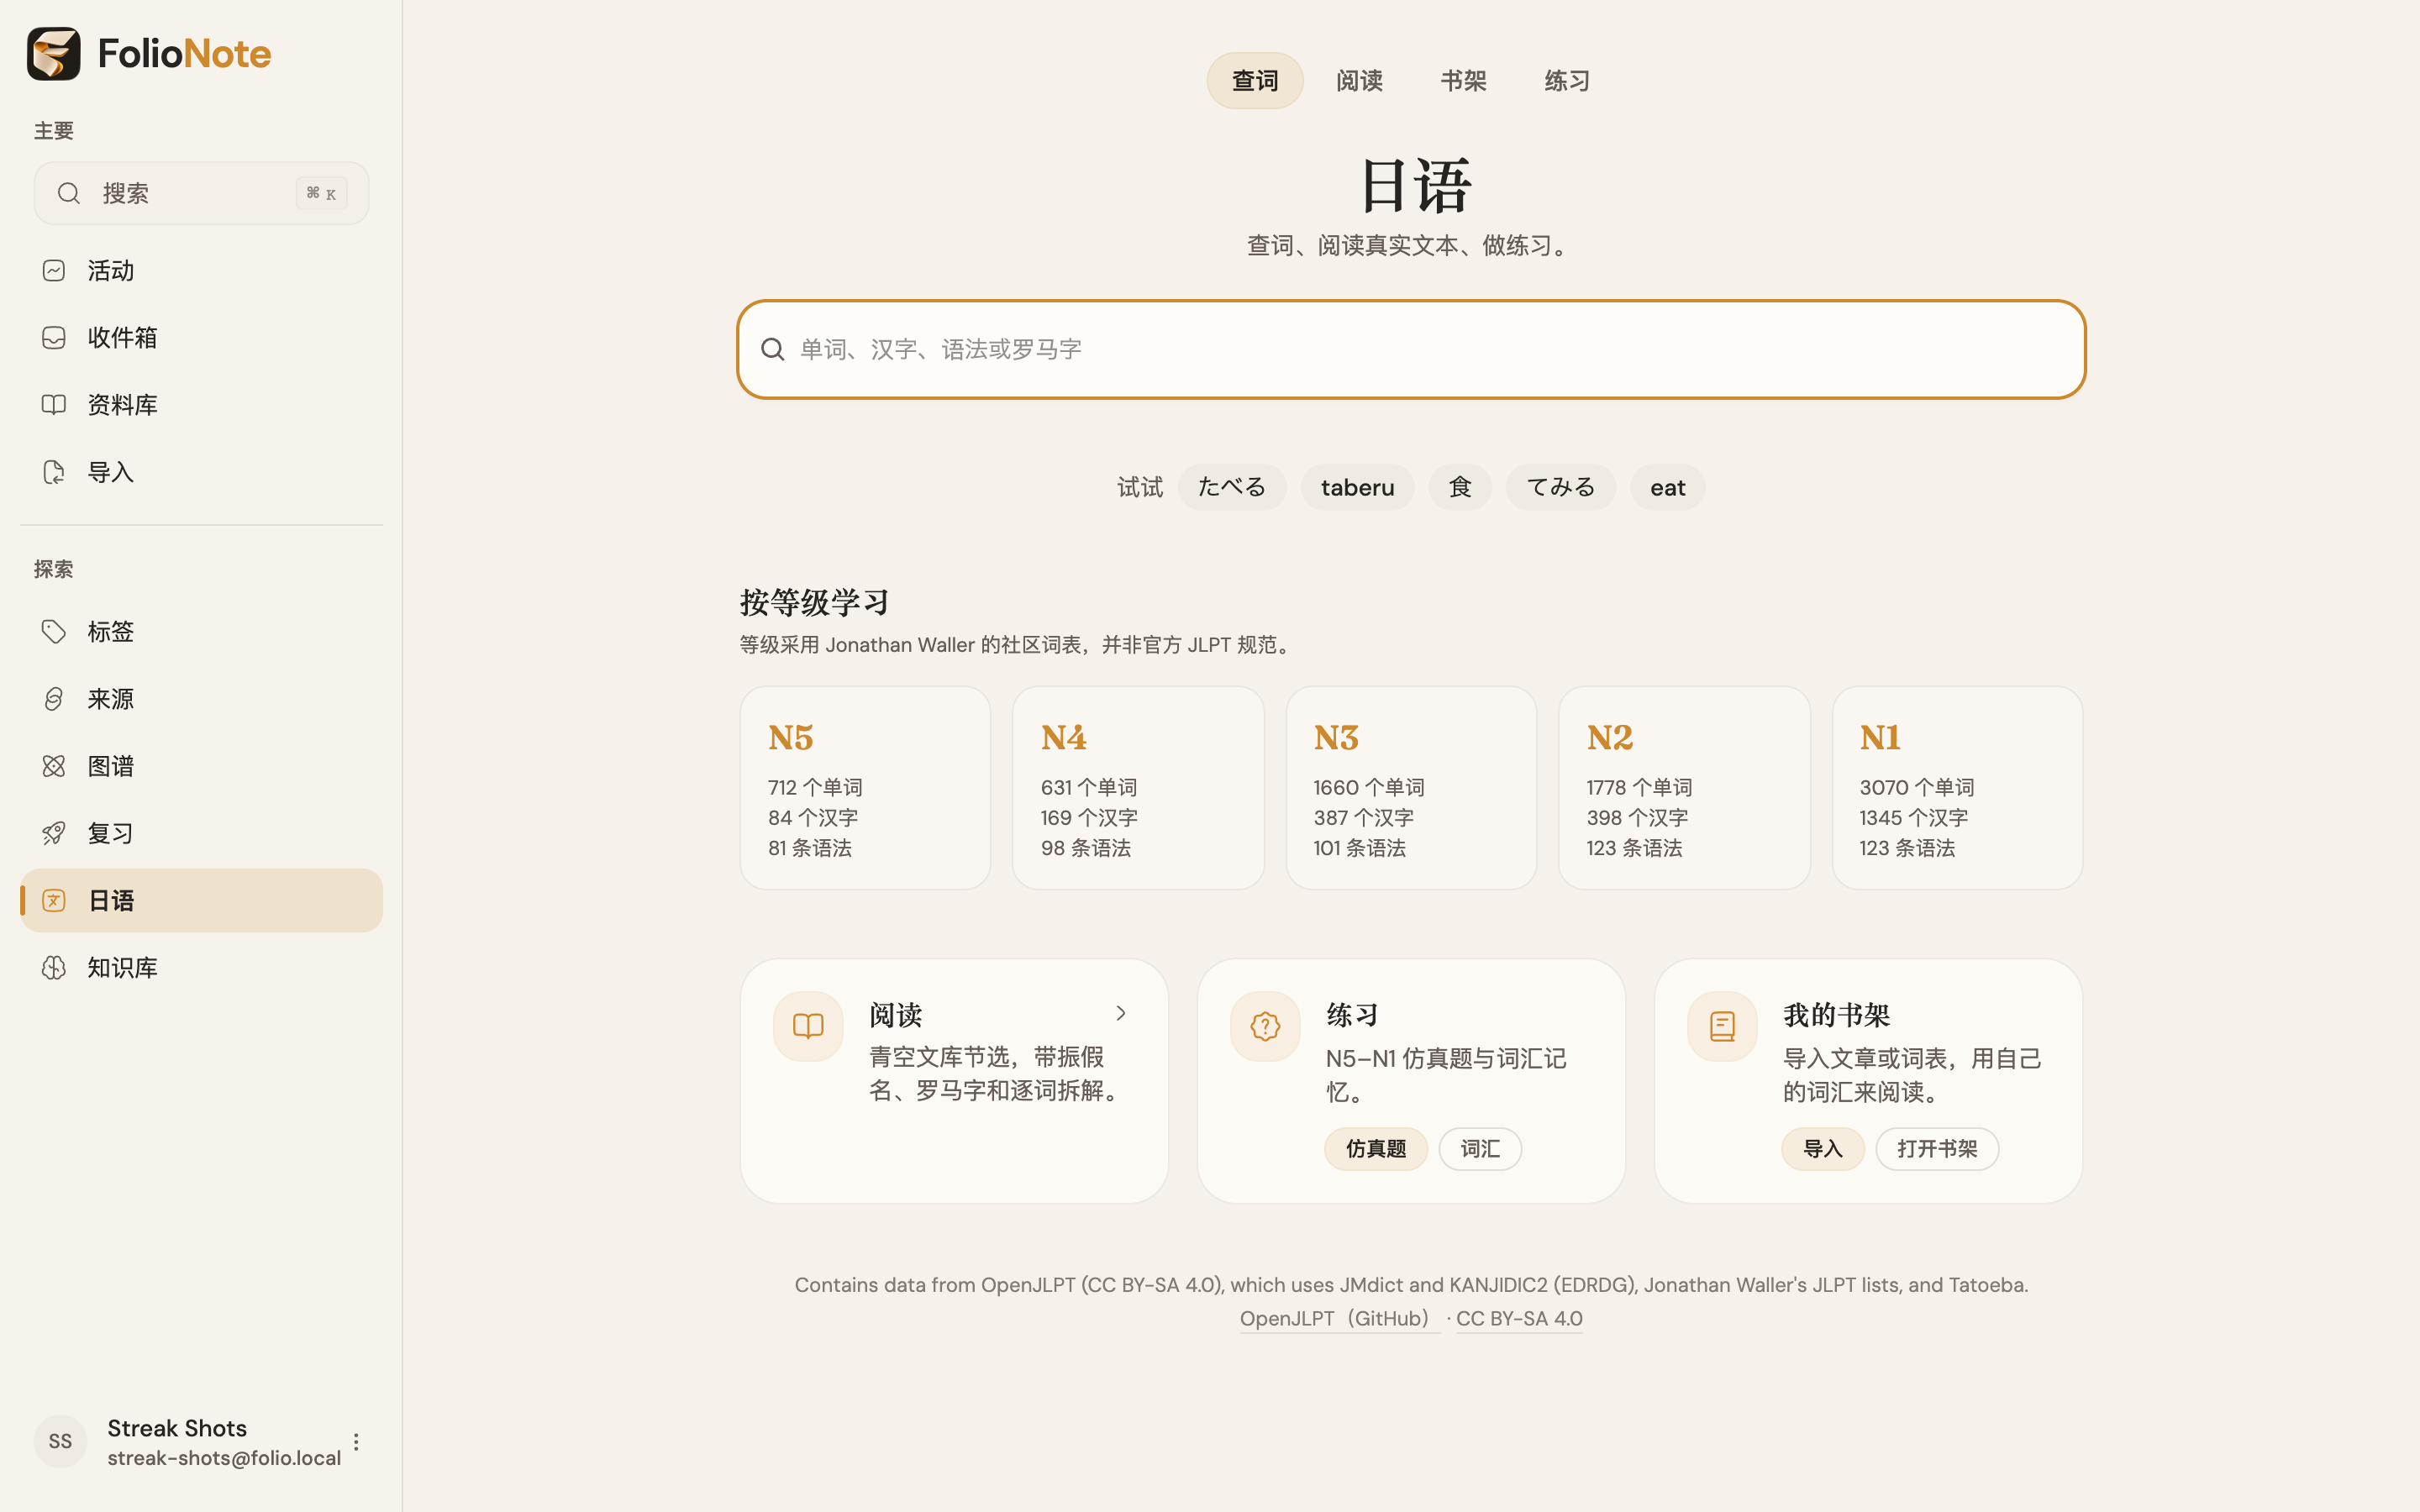 FolioNote
主要
搜索 ⌘ K
活动
收件箱
资料库
导入
探索
标签
来源
图谱
复习
日语
知识库
SS
Streak Shots
streak-shots@folio.local
查词 阅读 书架 练习
日语
查词、阅读真实文本、做练习。
单词、汉字、语法或罗马字
试试 たべる taberu 食 てみる eat
按等级学习
等级采用 Jonathan Waller 的社区词表，并非官方 JLPT 规范。
N5
712 个单词
84 个汉字
81 条语法
N4
631 个单词
169 个汉字
98 条语法
N3
1660 个单词
387 个汉字
101 条语法
N2
1778 个单词
398 个汉字
123 条语法
N1
3070 个单词
1345 个汉字
123 条语法
阅读
青空文库节选，带振假
名、罗马字和逐词拆解。
练习
N5–N1 仿真题与词汇记
忆。
仿真题 词汇
我的书架
导入文章或词表，用自己
的词汇来阅读。
导入 打开书架
Contains data from OpenJLPT (CC BY-SA 4.0), which uses JMdict and KANJIDIC2 (EDRDG), Jonathan Waller's JLPT lists, and Tatoeba.
OpenJLPT（GitHub） · CC BY-SA 4.0